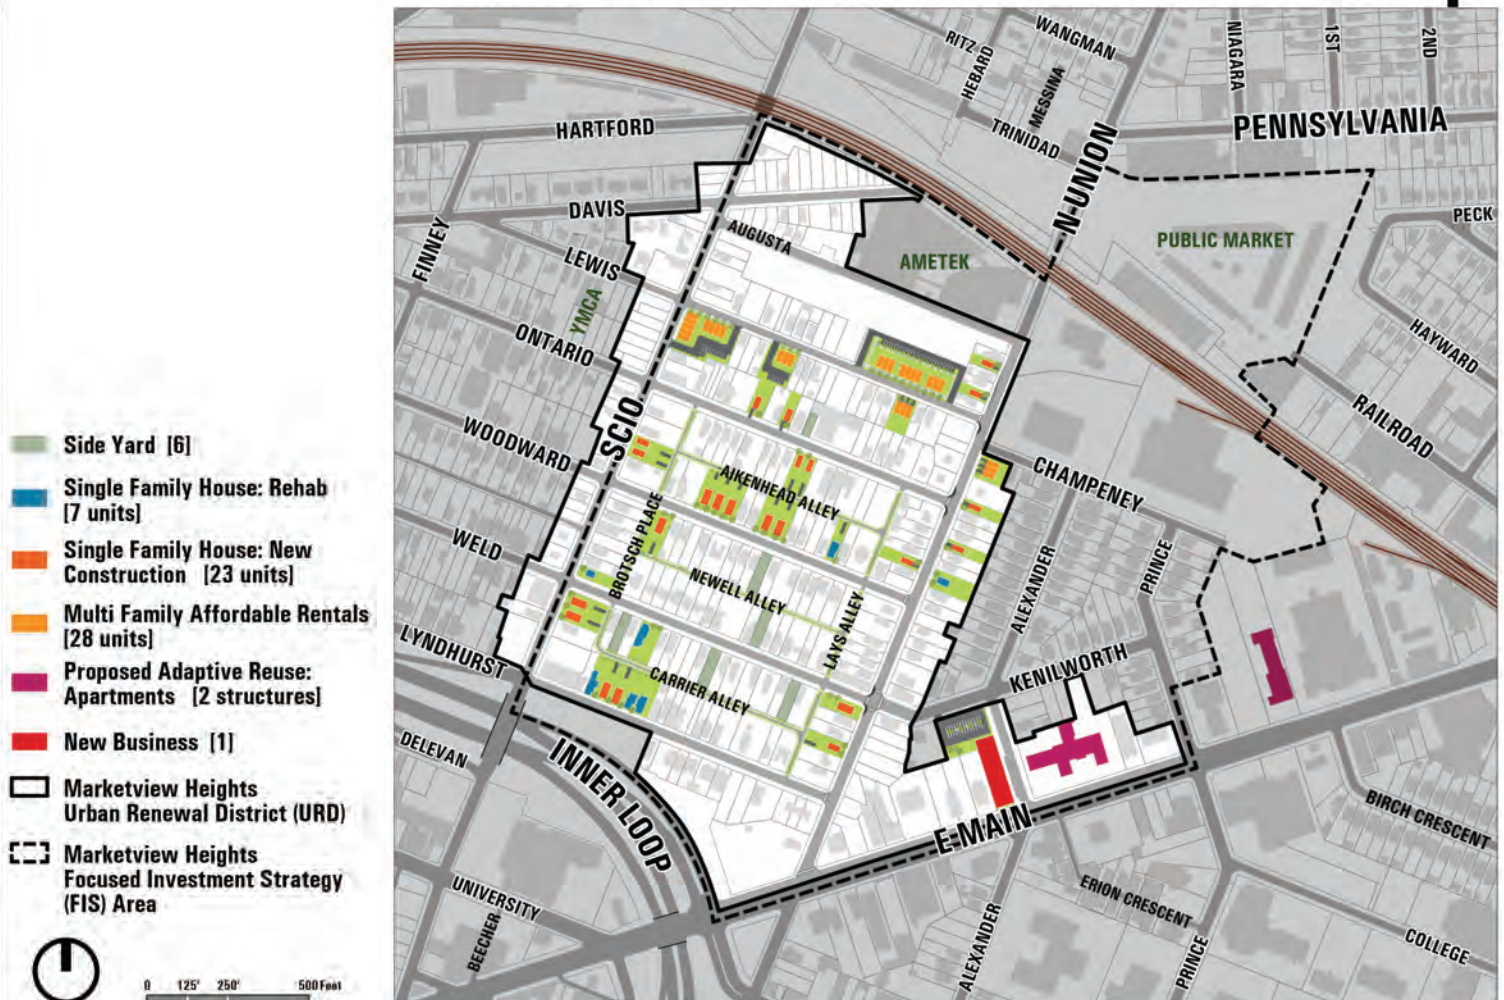 Side Yard [6]
Single Family House: Rehab
[7 units]
Single Family House: New
Construction [23 units]
Multi Family Affordable Rentals
[28 units]
Proposed Adaptive Reuse:
Apartments [2 structures]
New Business [1]
Marketview Heights
Urban Renewal District (URD)
Marketview Heights
Focused Investment Strategy
(FIS) Area
0 125' 250' 500 Feet
RITZ
WANGMAN
HEBARD
MESSINA
NIAGARA
1ST
2ND
HARTFORD
TRINIDAD
PENNSYLVANIA
N UNION
DAVIS
PECK
FINNEY
AUGUSTA
PUBLIC MARKET
AMETEK
LEWIS
YMCA
ONTARIO
HAYWARD
SCIO
RAILROAD
WOODWARD
AIKENHEAD ALLEY
CHAMPENEY
BROTSCH PLACE
WELD
NEWELL ALLEY
LAYS ALLEY
ALEXANDER
PRINCE
LYNDHURST
CARRIER ALLEY
KENILWORTH
DELEVAN
INNER LOOP
E MAIN
BIRCH CRESCENT
UNIVERSITY
BEECHER
ERION CRESCENT
ALEXANDER
PRINCE
COLLEGE